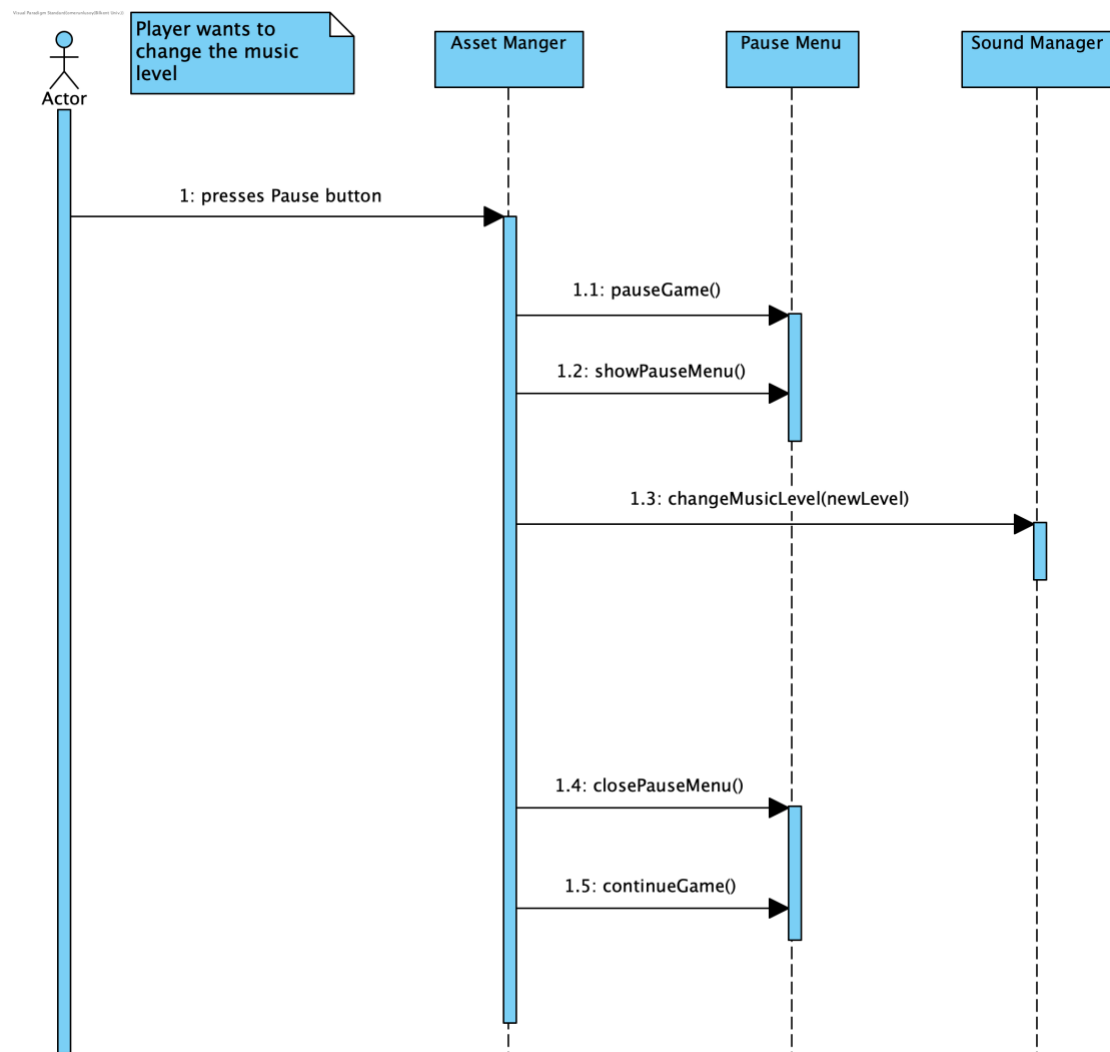 Player wants to
change the music
level
Actor
Asset Manger
Pause Menu
Sound Manager
1: presses Pause button
1.1: pauseGame()
1.2: showPauseMenu()
1.3: changeMusicLevel(newLevel)
1.4: closePauseMenu()
1.5: continueGame()